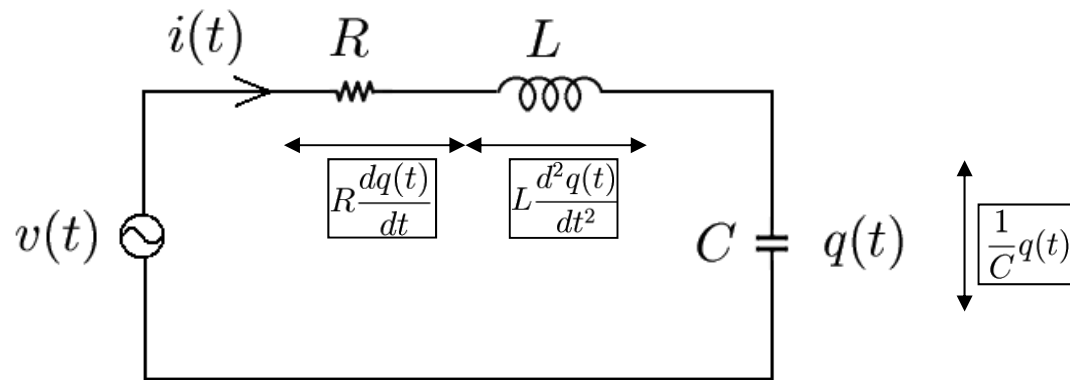 i(t)
R
L
R dq(t)/dt
L d²q(t)/dt²
v(t)
C
q(t)
1/C q(t)